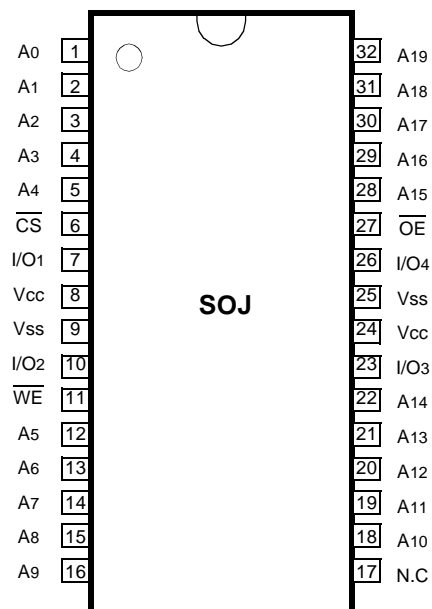 A0 1 32 A19
A1 2 31 A18
A2 3 30 A17
A3 4 29 A16
A4 5 28 A15
CS 6 27 OE
I/O1 7 26 I/O4
Vcc 8 25 Vss
SOJ
Vss 9 24 Vcc
I/O2 10 23 I/O3
WE 11 22 A14
A5 12 21 A13
A6 13 20 A12
A7 14 19 A11
A8 15 18 A10
A9 16 17 N.C